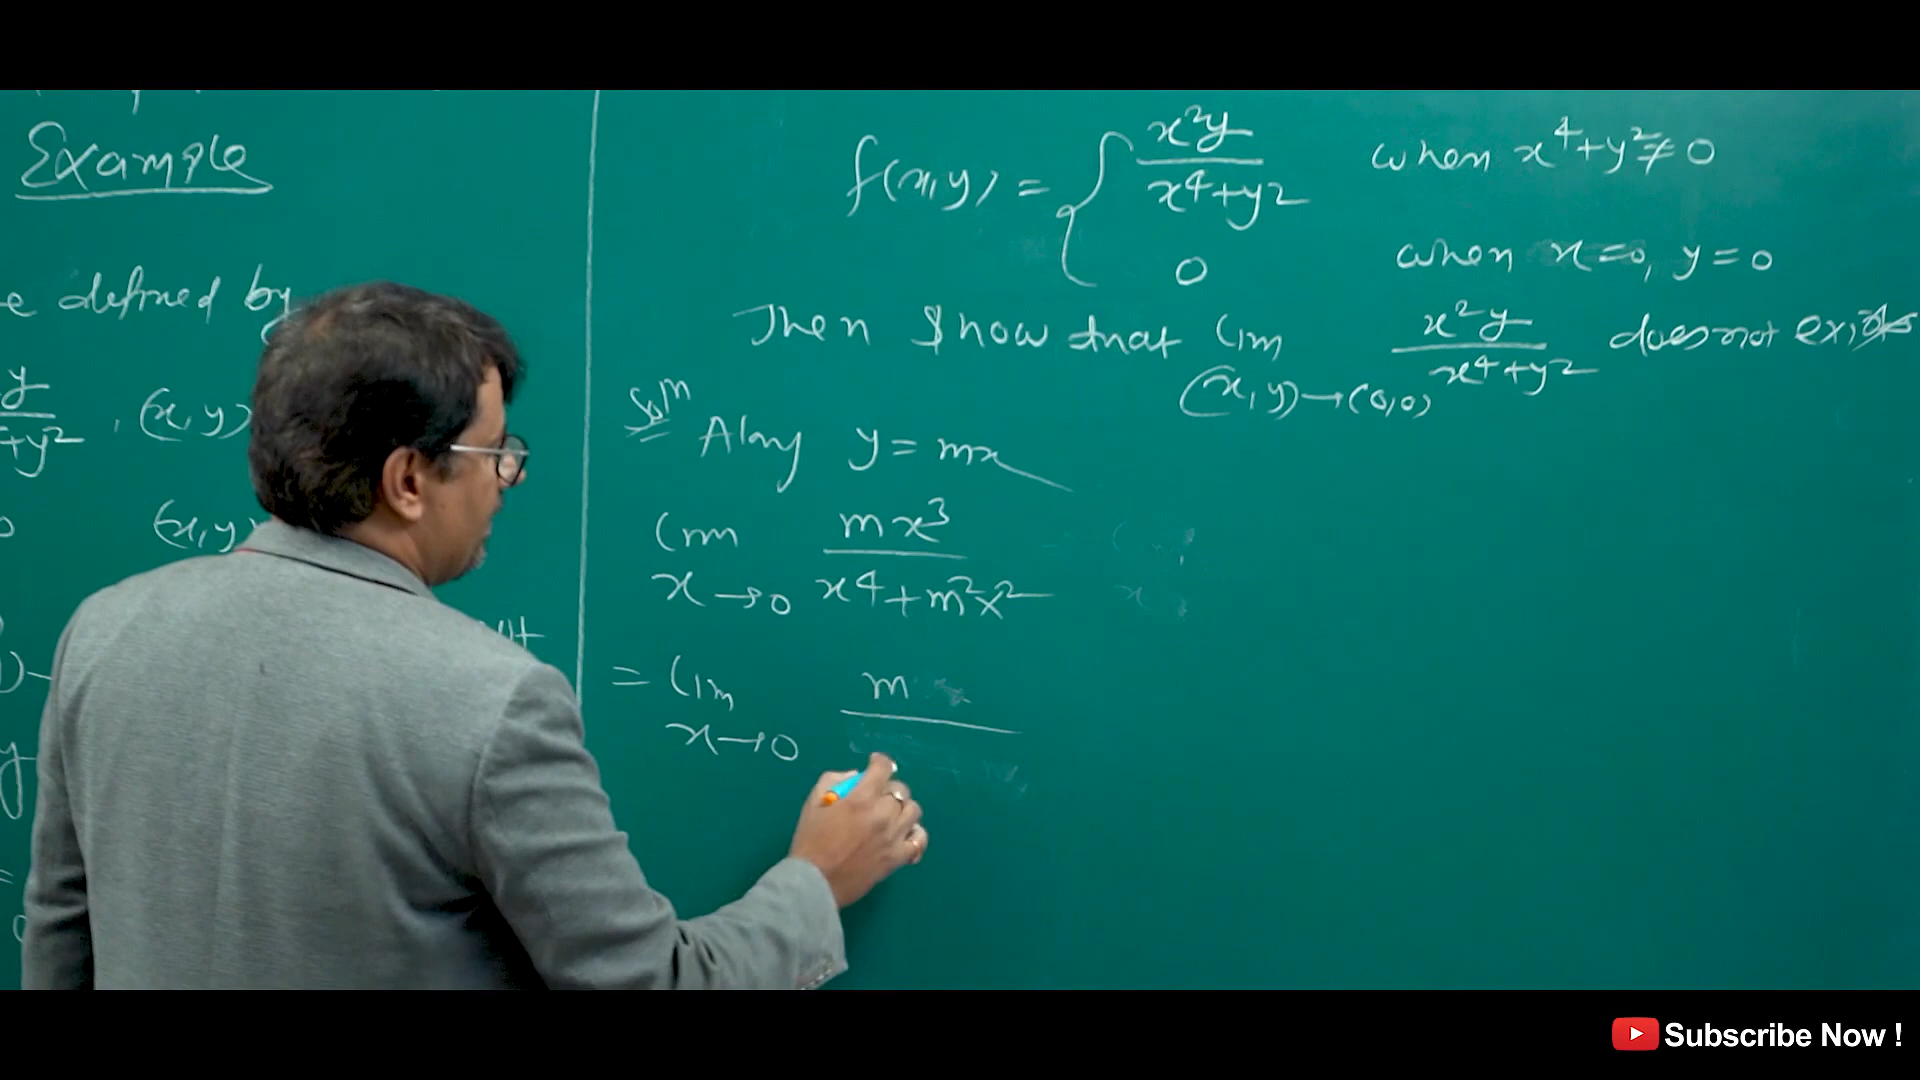 Example
e defined by
y
+y²
, (x, y)
(x, y
f(x, y) = { x²y / x⁴+y² when x⁴+y² ≠ 0
0 when x=0, y=0
Then show that lim (x, y)→(0,0) x²y / x⁴+y² does not exist
Solⁿ Along y = mx
lim x→0 mx³ / x⁴+m²x²
= lim x→0 m
Subscribe Now !